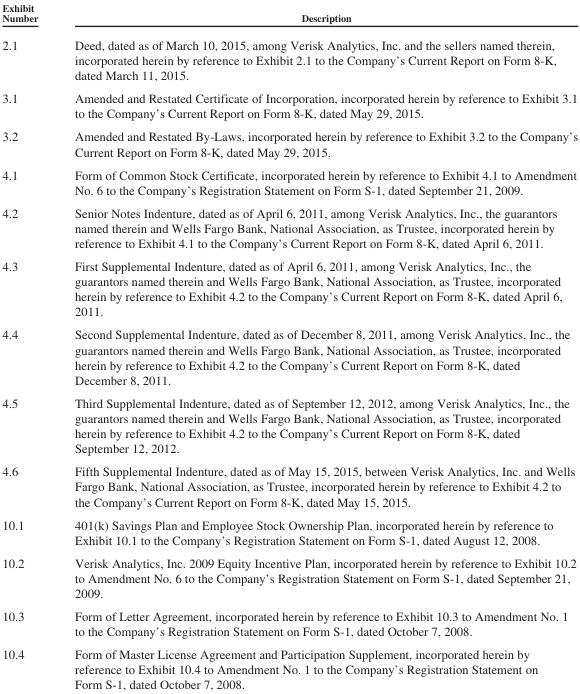 Exhibit
Number Description
2.1 Deed, dated as of March 10, 2015, among Verisk Analytics, Inc. and the sellers named therein,
incorporated herein by reference to Exhibit 2.1 to the Company's Current Report on Form 8-K,
dated March 11, 2015.
3.1 Amended and Restated Certificate of Incorporation, incorporated herein by reference to Exhibit 3.1
to the Company's Current Report on Form 8-K, dated May 29, 2015.
3.2 Amended and Restated By-Laws, incorporated herein by reference to Exhibit 3.2 to the Company's
Current Report on Form 8-K, dated May 29, 2015.
4.1 Form of Common Stock Certificate, incorporated herein by reference to Exhibit 4.1 to Amendment
No. 6 to the Company's Registration Statement on Form S-1, dated September 21, 2009.
4.2 Senior Notes Indenture, dated as of April 6, 2011, among Verisk Analytics, Inc., the guarantors
named therein and Wells Fargo Bank, National Association, as Trustee, incorporated herein by
reference to Exhibit 4.1 to the Company's Current Report on Form 8-K, dated April 6, 2011.
4.3 First Supplemental Indenture, dated as of April 6, 2011, among Verisk Analytics, Inc., the
guarantors named therein and Wells Fargo Bank, National Association, as Trustee, incorporated
herein by reference to Exhibit 4.2 to the Company's Current Report on Form 8-K, dated April 6,
2011.
4.4 Second Supplemental Indenture, dated as of December 8, 2011, among Verisk Analytics, Inc., the
guarantors named therein and Wells Fargo Bank, National Association, as Trustee, incorporated
herein by reference to Exhibit 4.2 to the Company's Current Report on Form 8-K, dated
December 8, 2011.
4.5 Third Supplemental Indenture, dated as of September 12, 2012, among Verisk Analytics, Inc., the
guarantors named therein and Wells Fargo Bank, National Association, as Trustee, incorporated
herein by reference to Exhibit 4.2 to the Company's Current Report on Form 8-K, dated
September 12, 2012.
4.6 Fifth Supplemental Indenture, dated as of May 15, 2015, between Verisk Analytics, Inc. and Wells
Fargo Bank, National Association, as Trustee, incorporated herein by reference to Exhibit 4.2 to
the Company's Current Report on Form 8-K, dated May 15, 2015.
10.1 401(k) Savings Plan and Employee Stock Ownership Plan, incorporated herein by reference to
Exhibit 10.1 to the Company's Registration Statement on Form S-1, dated August 12, 2008.
10.2 Verisk Analytics, Inc. 2009 Equity Incentive Plan, incorporated herein by reference to Exhibit 10.2
to Amendment No. 6 to the Company's Registration Statement on Form S-1, dated September 21,
2009.
10.3 Form of Letter Agreement, incorporated herein by reference to Exhibit 10.3 to Amendment No. 1
to the Company's Registration Statement on Form S-1, dated October 7, 2008.
10.4 Form of Master License Agreement and Participation Supplement, incorporated herein by
reference to Exhibit 10.4 to Amendment No. 1 to the Company's Registration Statement on
Form S-1, dated October 7, 2008.